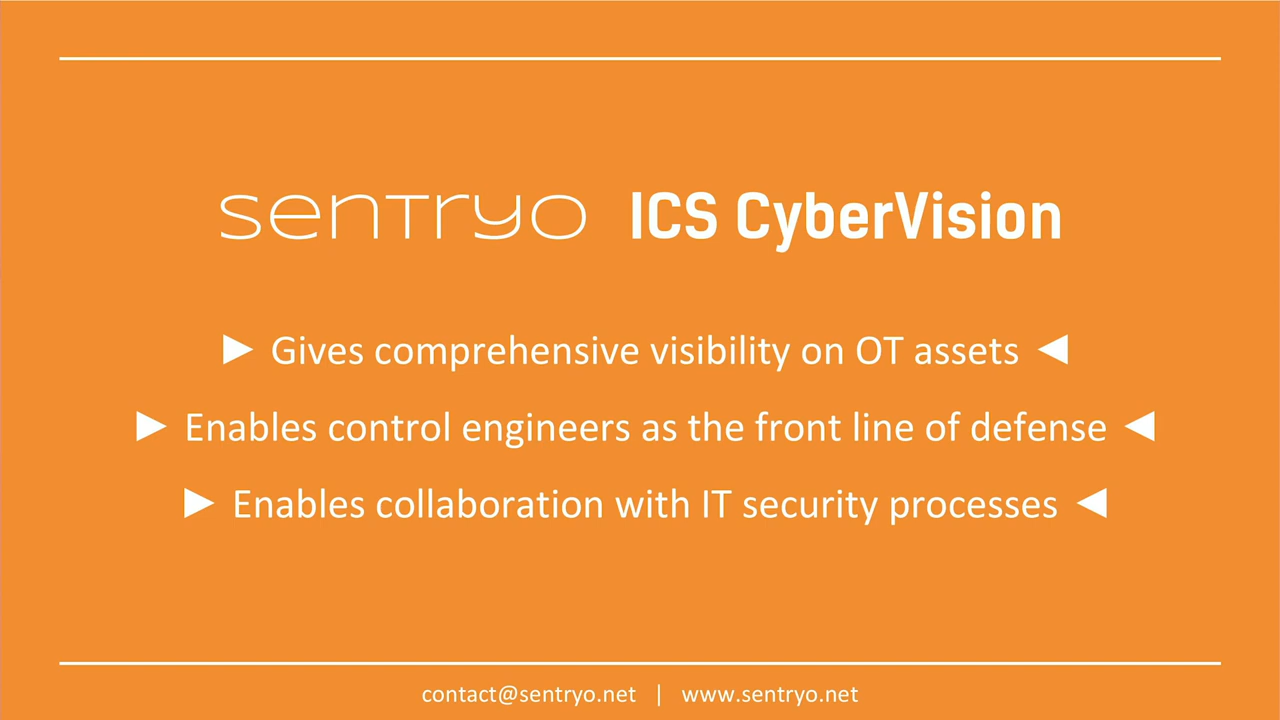 sentryo ICS CyberVision
► Gives comprehensive visibility on OT assets ◄
► Enables control engineers as the front line of defense ◄
► Enables collaboration with IT security processes ◄
contact@sentryo.net | www.sentryo.net